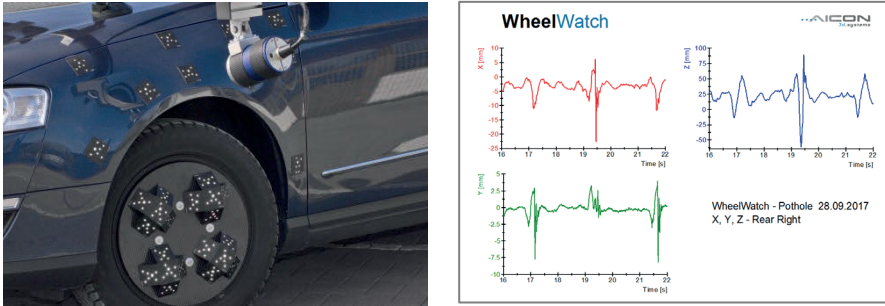 WheelWatch
AICON
3d.systems
X [mm]
10
5
0
-5
-10
-15
-20
-25
16 17 18 19 20 21 22
Time [s]
Z [mm]
100
75
50
25
0
-25
-50
16 17 18 19 20 21 22
Time [s]
Y [mm]
5
2.5
0
-2.5
-5
-7.5
-10
16 17 18 19 20 21 22
Time [s]
WheelWatch - Pothole 28.09.2017
X, Y, Z - Rear Right